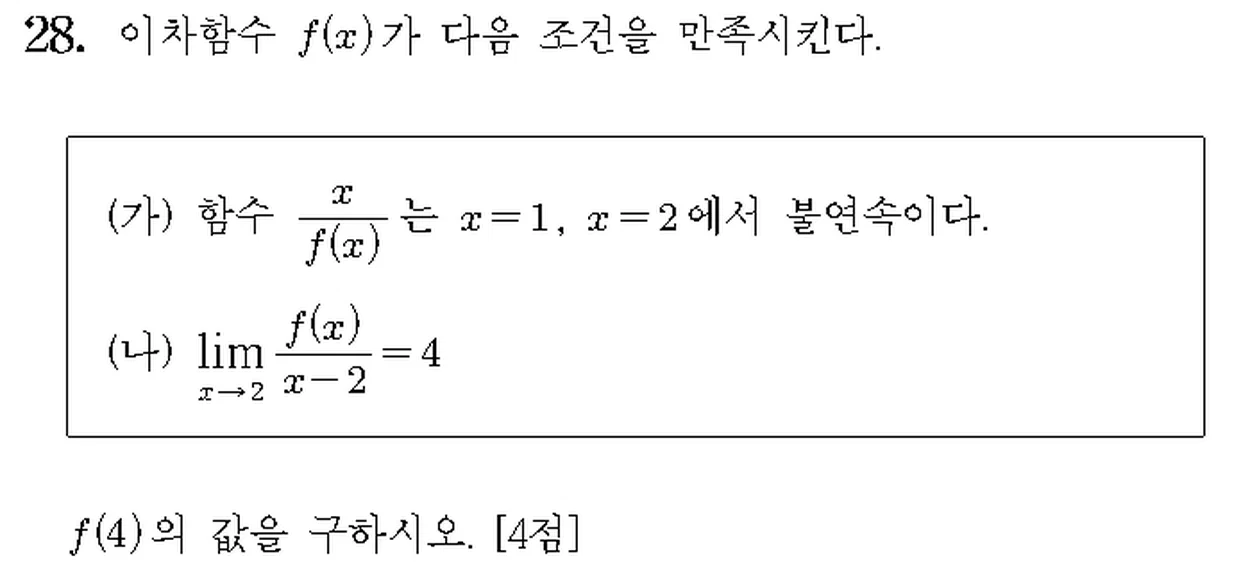 28. 이차함수 f(x)가 다음 조건을 만족시킨다.
(가) 함수 x/f(x) 는 x=1, x=2에서 불연속이다.
(나) lim x→2 f(x)/(x-2) = 4
f(4)의 값을 구하시오. [4점]